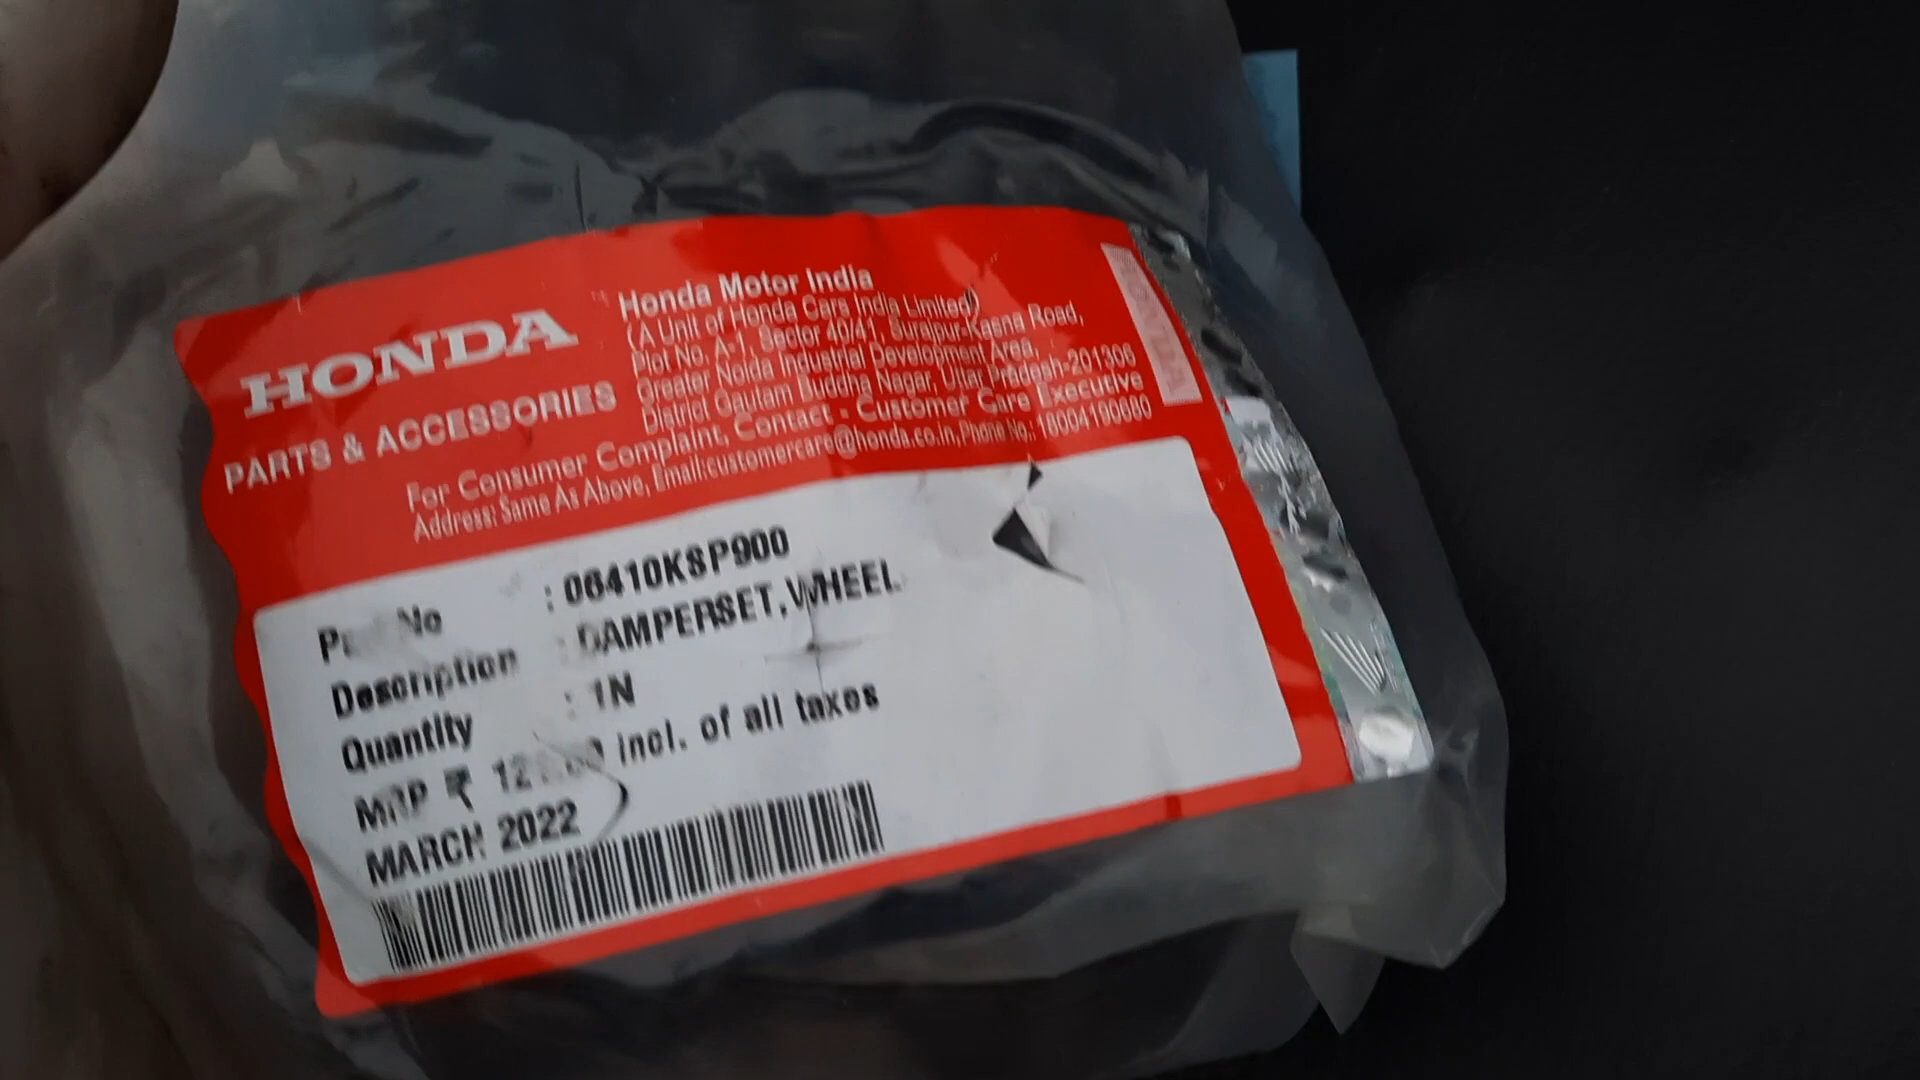 HONDA
PARTS & ACCESSORIES
Honda Motor India
(A Unit of Honda Cars India Limited)
Plot No. A-1, Sector 40/41, Surajpur-Kasna Road,
Greater Noida Industrial Development Area,
District Gautam Buddha Nagar, Uttar Pradesh-201306
For Consumer Complaint, Contact - Customer Care Executive
Address: Same As Above, Email:customercare@honda.co.in, Phone No.: 18004190680
No : 06410KSP900
Description : DAMPERSET,WHEEL
Quantity : 1N
MRP ₹ incl. of all taxes
MARCH 2022